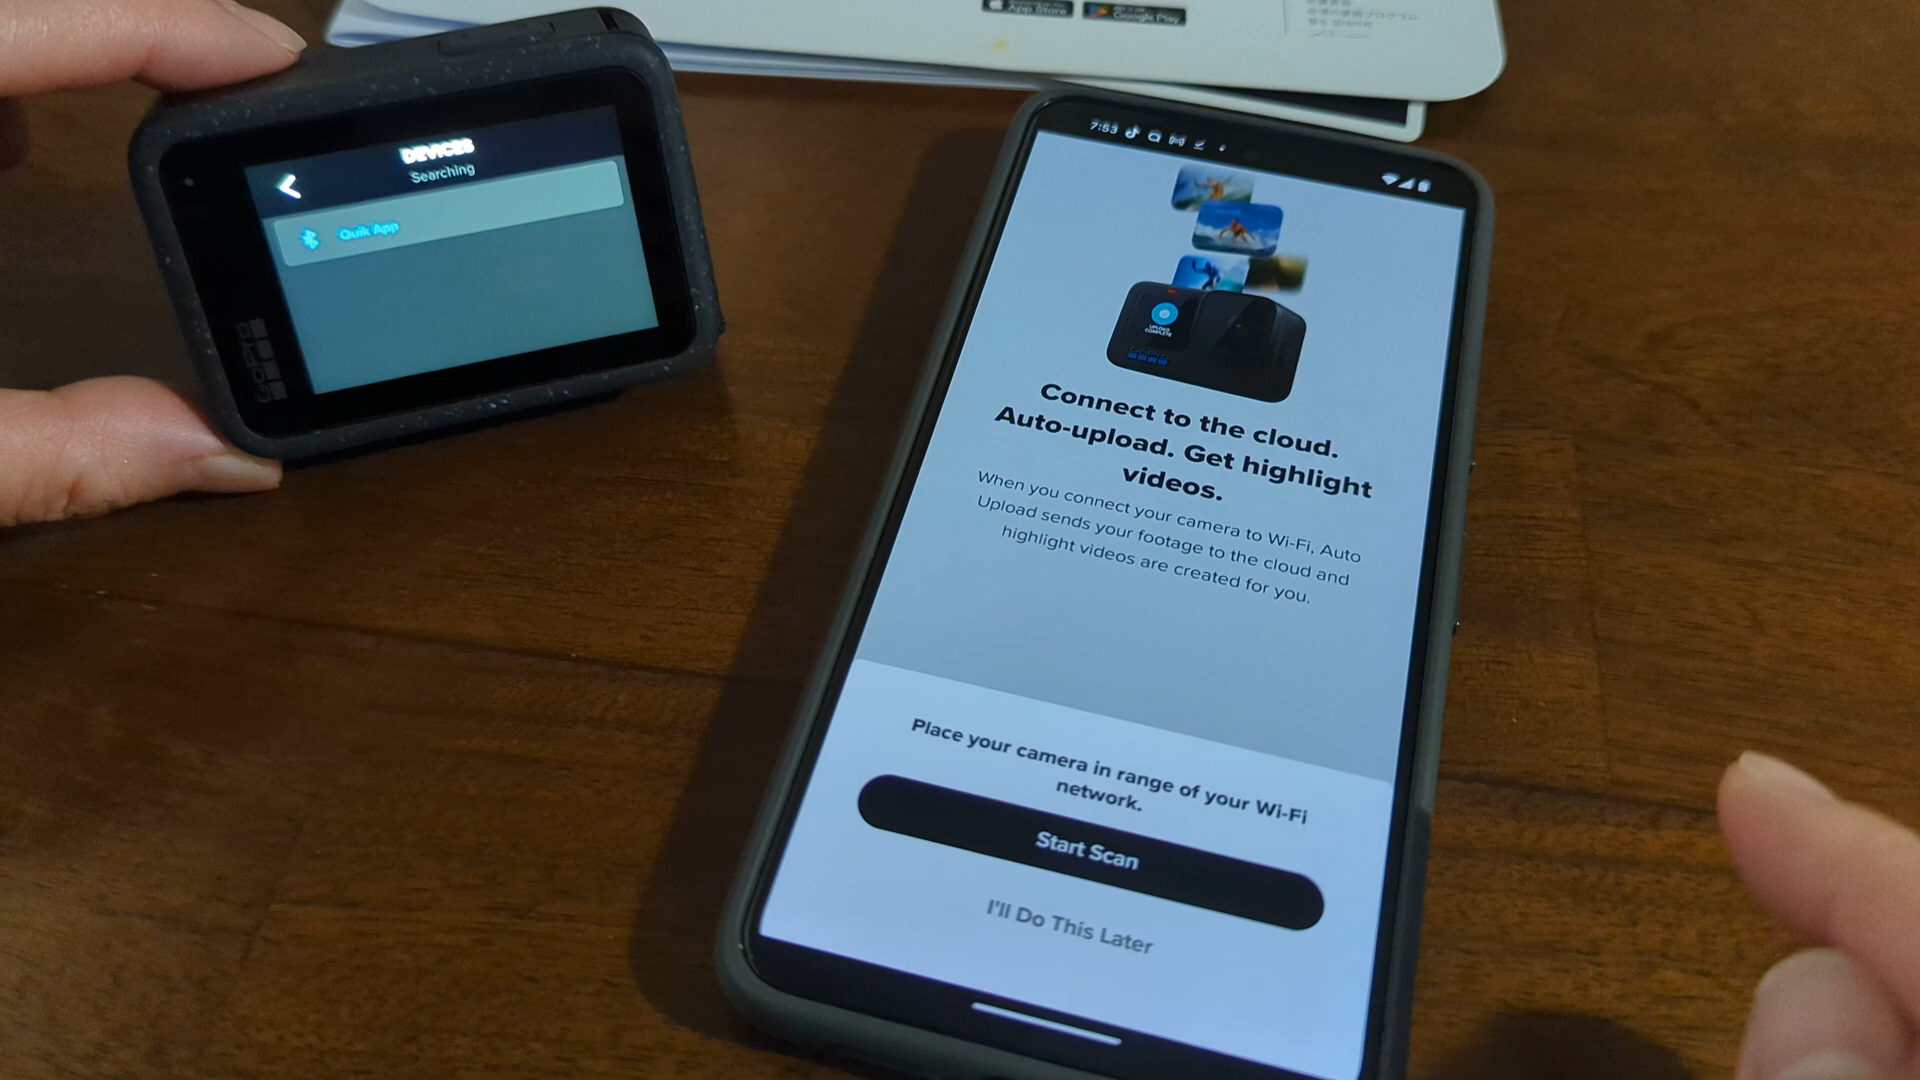 App Store
Google Play
DEVICES
Searching
Quik App
GoPro
7:53
UPLOAD
COMPLETE
GoPro
Connect to the cloud.
Auto-upload. Get highlight
videos.
When you connect your camera to Wi-Fi, Auto
Upload sends your footage to the cloud and
highlight videos are created for you.
Place your camera in range of your Wi-Fi
network.
Start Scan
I'll Do This Later